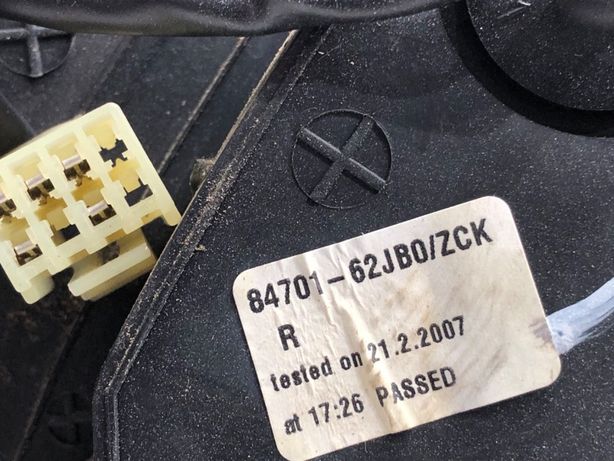 84701-62JB0/ZCK
R
tested on 21.2.2007
at 17:26 PASSED